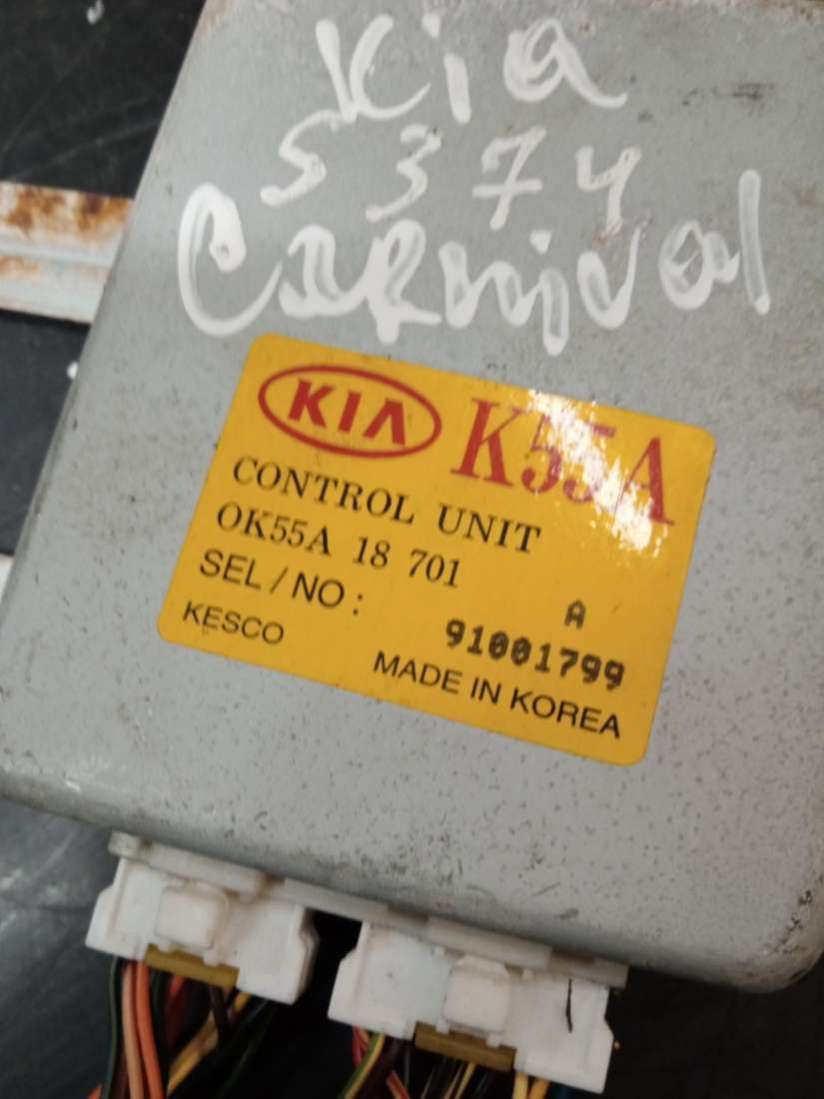 Kia
5374
Carnival
KIA K55A
CONTROL UNIT
OK55A 18 701
SEL / NO :
A
91001799
KESCO
MADE IN KOREA